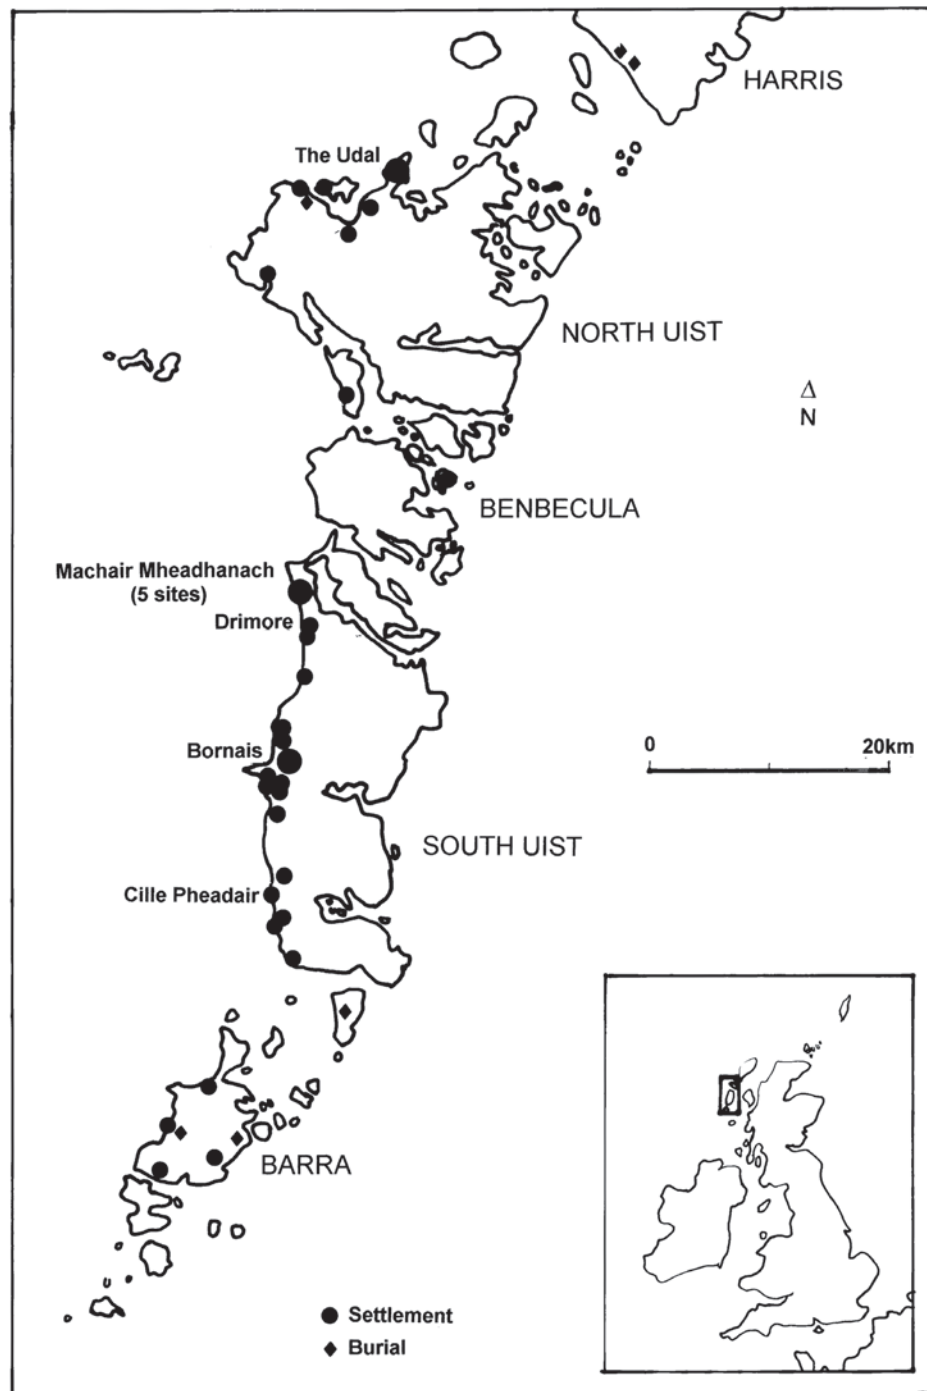 HARRIS
The Udal
NORTH UIST
Δ
N
BENBECULA
Machair Mheadhanach
(5 sites)
Drimore
Bornais
0 20km
SOUTH UIST
Cille Pheadair
BARRA
Settlement
Burial